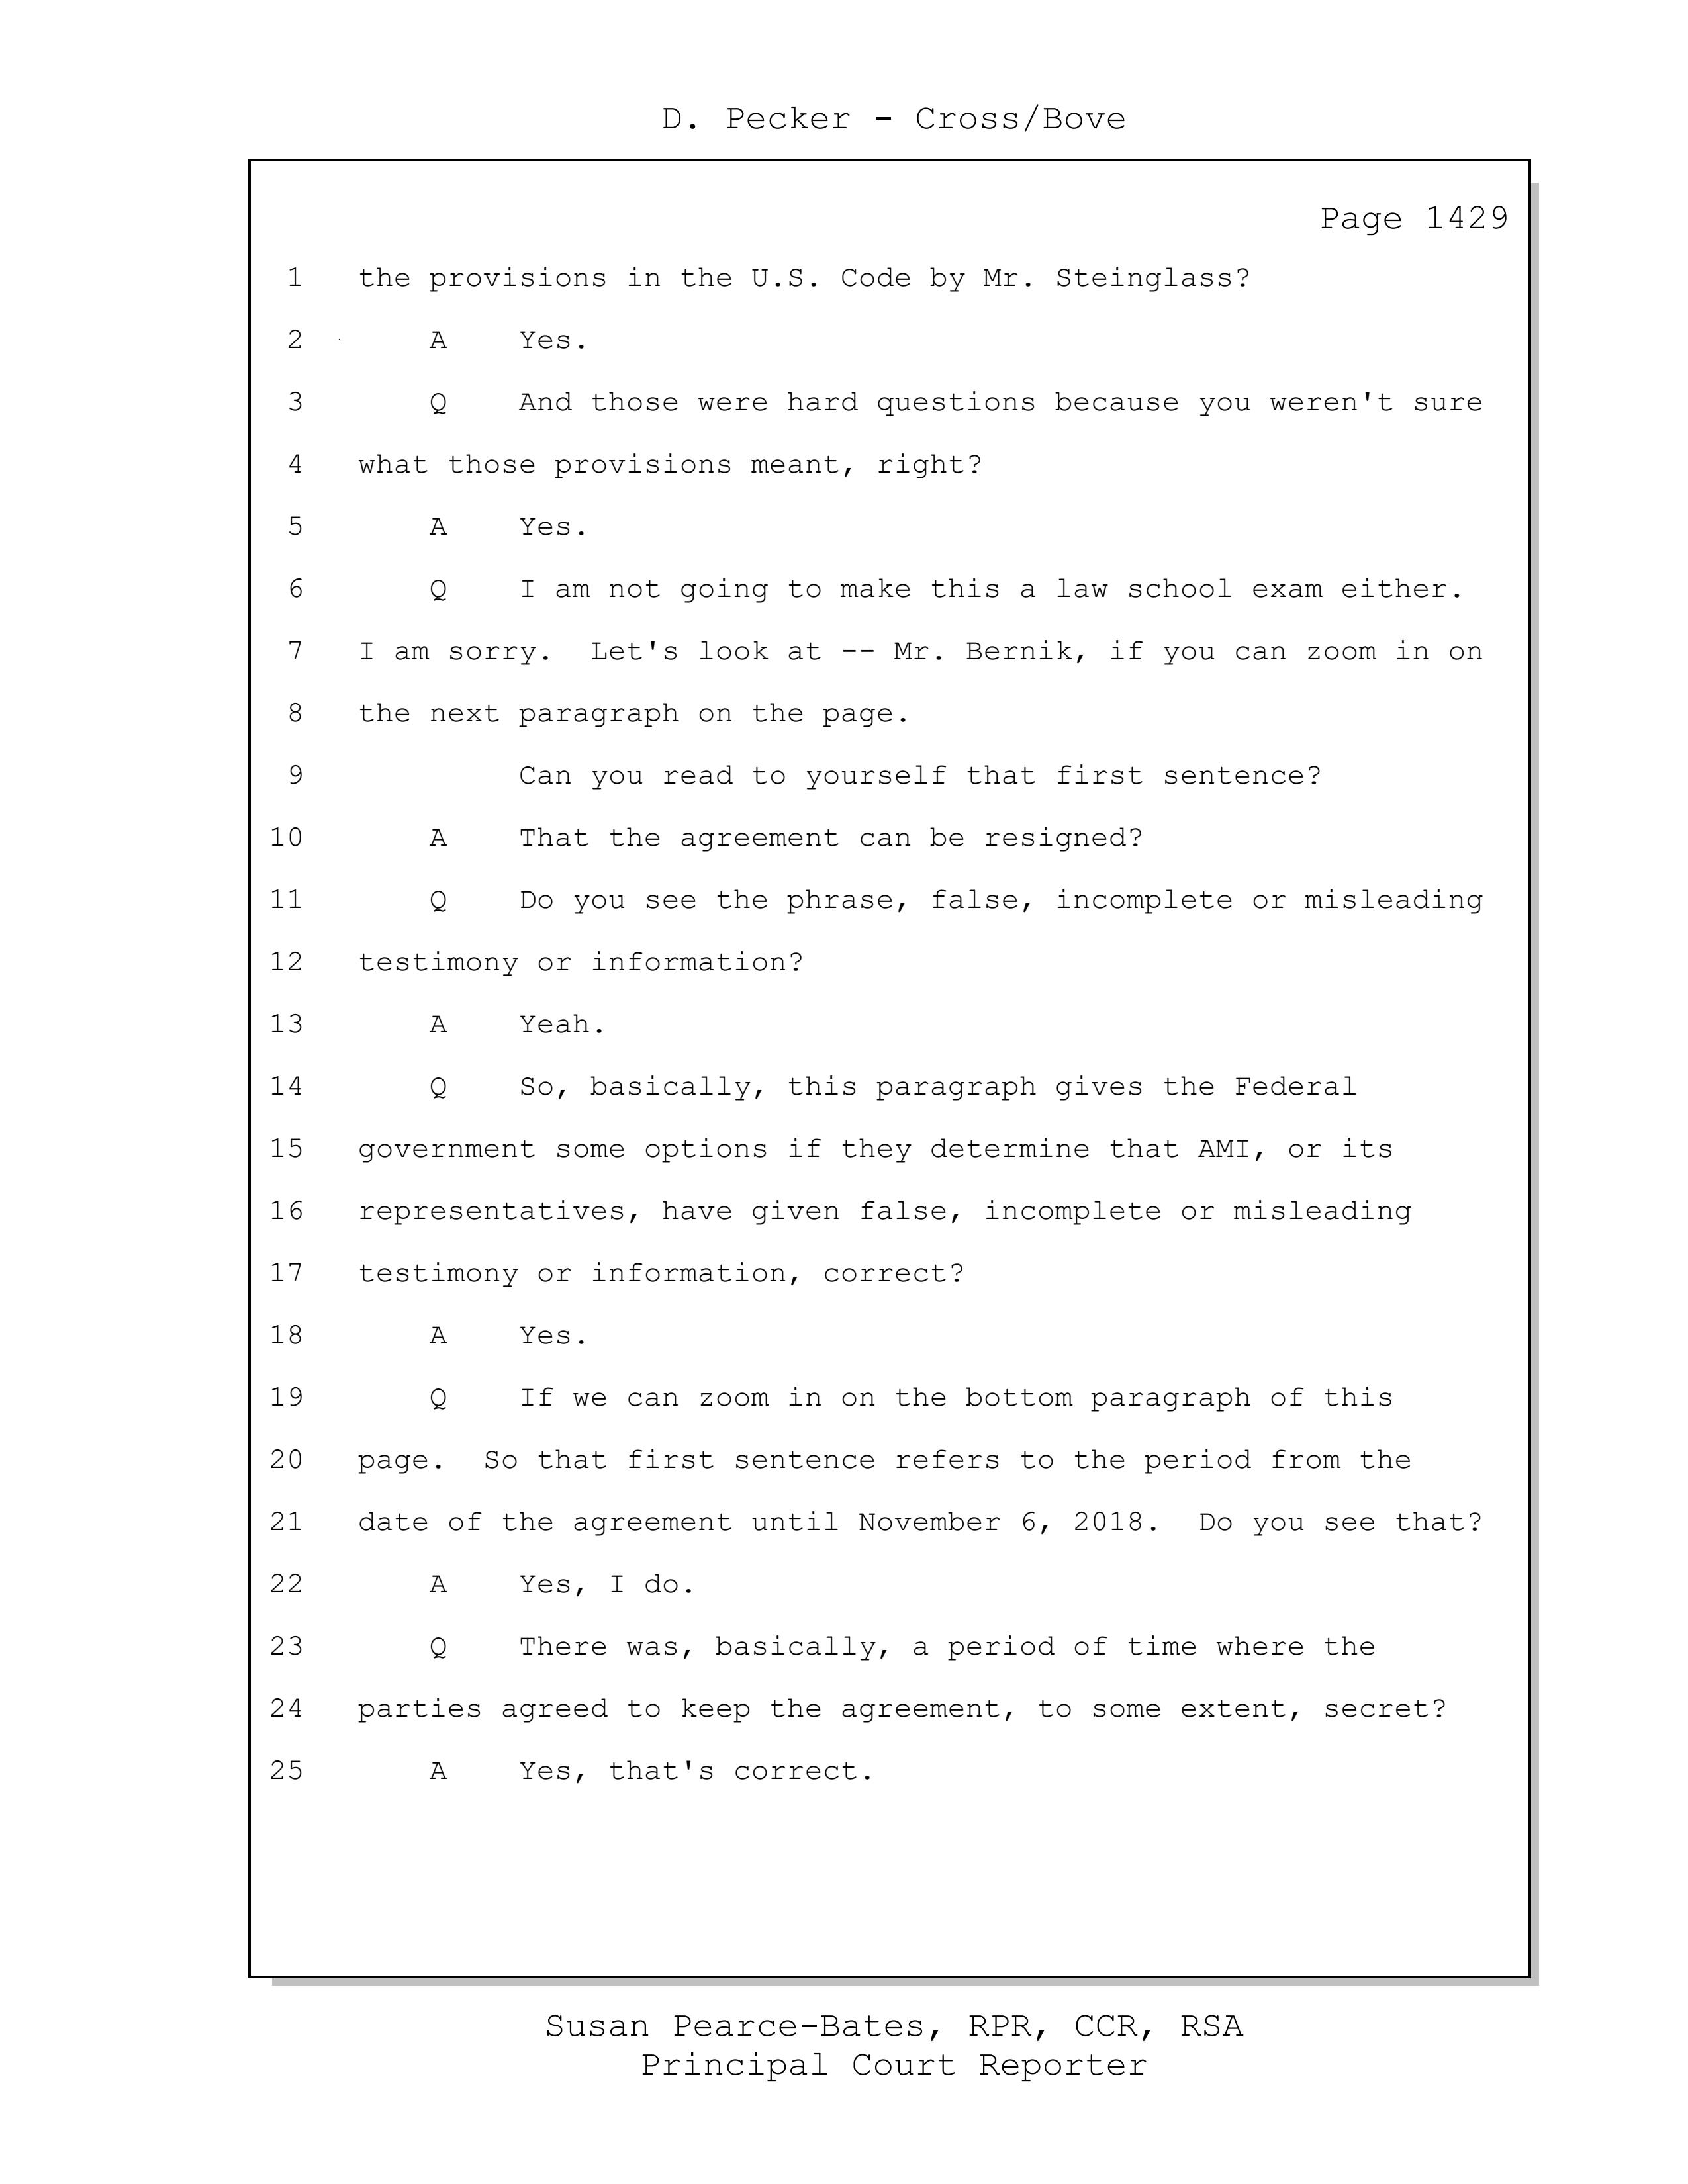 D. Pecker - Cross/Bove
Page 1429
1 the provisions in the U.S. Code by Mr. Steinglass?
2 A Yes.
3 Q And those were hard questions because you weren't sure
4 what those provisions meant, right?
5 A Yes.
6 Q I am not going to make this a law school exam either.
7 I am sorry. Let's look at -- Mr. Bernik, if you can zoom in on
8 the next paragraph on the page.
9 Can you read to yourself that first sentence?
10 A That the agreement can be resigned?
11 Q Do you see the phrase, false, incomplete or misleading
12 testimony or information?
13 A Yeah.
14 Q So, basically, this paragraph gives the Federal
15 government some options if they determine that AMI, or its
16 representatives, have given false, incomplete or misleading
17 testimony or information, correct?
18 A Yes.
19 Q If we can zoom in on the bottom paragraph of this
20 page. So that first sentence refers to the period from the
21 date of the agreement until November 6, 2018. Do you see that?
22 A Yes, I do.
23 Q There was, basically, a period of time where the
24 parties agreed to keep the agreement, to some extent, secret?
25 A Yes, that's correct.
Susan Pearce-Bates, RPR, CCR, RSA
Principal Court Reporter